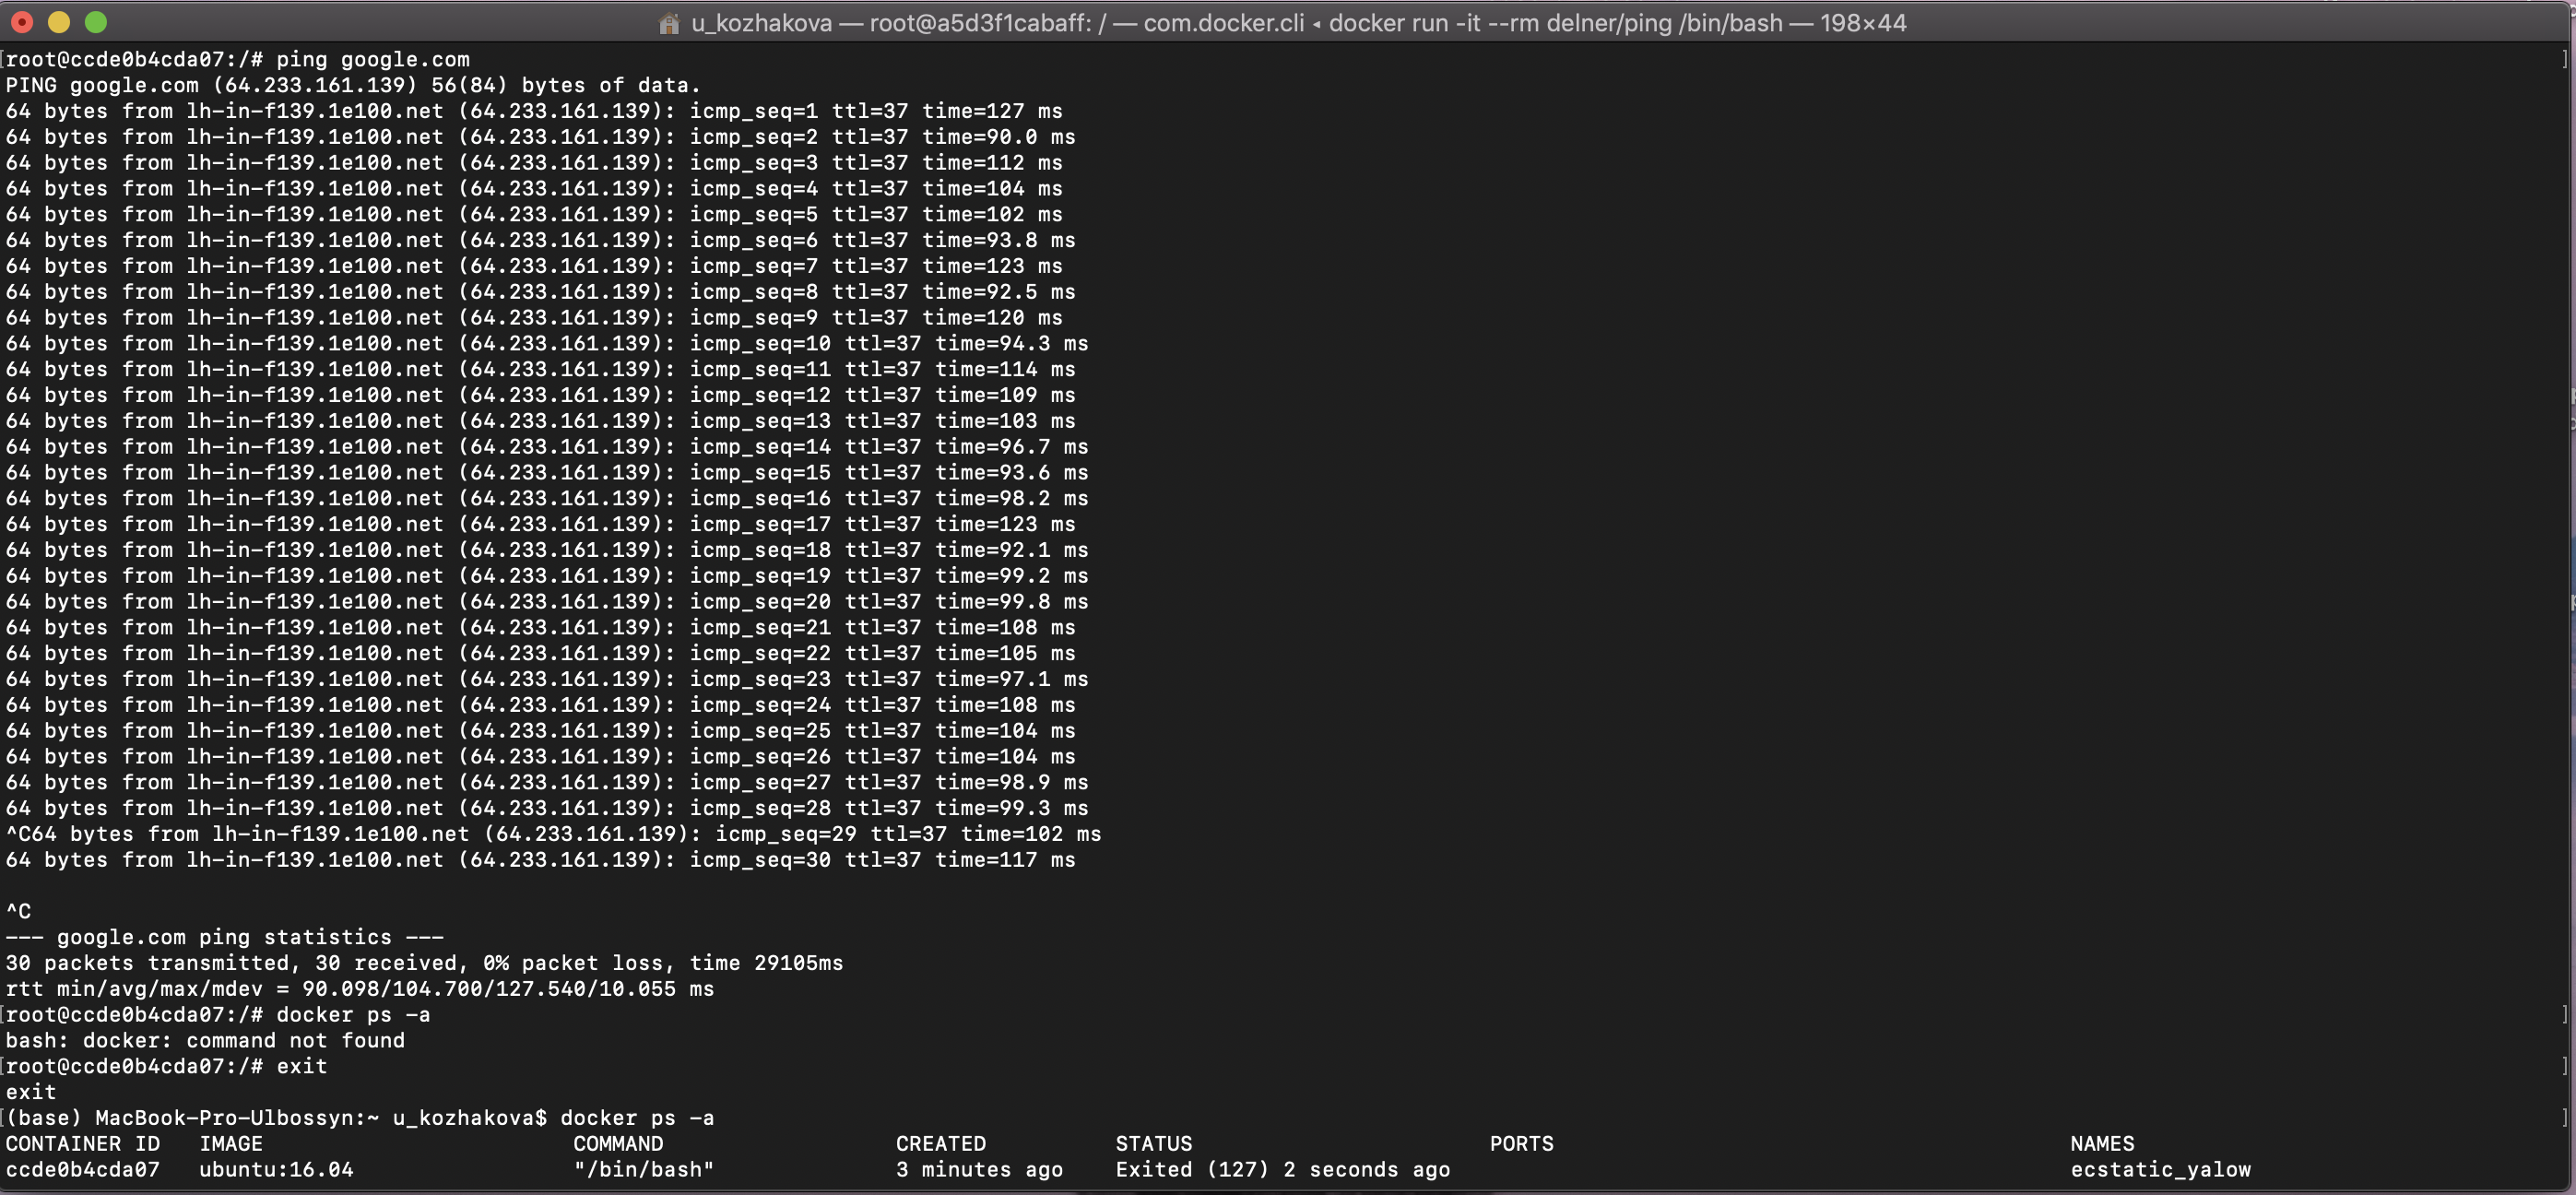 u_kozhakova — root@a5d3f1cabaff: / — com.docker.cli ◂ docker run -it --rm delner/ping /bin/bash — 198×44
[root@ccde0b4cda07:/# ping google.com ]
PING google.com (64.233.161.139) 56(84) bytes of data.
64 bytes from lh-in-f139.1e100.net (64.233.161.139): icmp_seq=1 ttl=37 time=127 ms
64 bytes from lh-in-f139.1e100.net (64.233.161.139): icmp_seq=2 ttl=37 time=90.0 ms
64 bytes from lh-in-f139.1e100.net (64.233.161.139): icmp_seq=3 ttl=37 time=112 ms
64 bytes from lh-in-f139.1e100.net (64.233.161.139): icmp_seq=4 ttl=37 time=104 ms
64 bytes from lh-in-f139.1e100.net (64.233.161.139): icmp_seq=5 ttl=37 time=102 ms
64 bytes from lh-in-f139.1e100.net (64.233.161.139): icmp_seq=6 ttl=37 time=93.8 ms
64 bytes from lh-in-f139.1e100.net (64.233.161.139): icmp_seq=7 ttl=37 time=123 ms
64 bytes from lh-in-f139.1e100.net (64.233.161.139): icmp_seq=8 ttl=37 time=92.5 ms
64 bytes from lh-in-f139.1e100.net (64.233.161.139): icmp_seq=9 ttl=37 time=120 ms
64 bytes from lh-in-f139.1e100.net (64.233.161.139): icmp_seq=10 ttl=37 time=94.3 ms
64 bytes from lh-in-f139.1e100.net (64.233.161.139): icmp_seq=11 ttl=37 time=114 ms
64 bytes from lh-in-f139.1e100.net (64.233.161.139): icmp_seq=12 ttl=37 time=109 ms
64 bytes from lh-in-f139.1e100.net (64.233.161.139): icmp_seq=13 ttl=37 time=103 ms
64 bytes from lh-in-f139.1e100.net (64.233.161.139): icmp_seq=14 ttl=37 time=96.7 ms
64 bytes from lh-in-f139.1e100.net (64.233.161.139): icmp_seq=15 ttl=37 time=93.6 ms
64 bytes from lh-in-f139.1e100.net (64.233.161.139): icmp_seq=16 ttl=37 time=98.2 ms
64 bytes from lh-in-f139.1e100.net (64.233.161.139): icmp_seq=17 ttl=37 time=123 ms
64 bytes from lh-in-f139.1e100.net (64.233.161.139): icmp_seq=18 ttl=37 time=92.1 ms
64 bytes from lh-in-f139.1e100.net (64.233.161.139): icmp_seq=19 ttl=37 time=99.2 ms
64 bytes from lh-in-f139.1e100.net (64.233.161.139): icmp_seq=20 ttl=37 time=99.8 ms
64 bytes from lh-in-f139.1e100.net (64.233.161.139): icmp_seq=21 ttl=37 time=108 ms
64 bytes from lh-in-f139.1e100.net (64.233.161.139): icmp_seq=22 ttl=37 time=105 ms
64 bytes from lh-in-f139.1e100.net (64.233.161.139): icmp_seq=23 ttl=37 time=97.1 ms
64 bytes from lh-in-f139.1e100.net (64.233.161.139): icmp_seq=24 ttl=37 time=108 ms
64 bytes from lh-in-f139.1e100.net (64.233.161.139): icmp_seq=25 ttl=37 time=104 ms
64 bytes from lh-in-f139.1e100.net (64.233.161.139): icmp_seq=26 ttl=37 time=104 ms
64 bytes from lh-in-f139.1e100.net (64.233.161.139): icmp_seq=27 ttl=37 time=98.9 ms
64 bytes from lh-in-f139.1e100.net (64.233.161.139): icmp_seq=28 ttl=37 time=99.3 ms
^C64 bytes from lh-in-f139.1e100.net (64.233.161.139): icmp_seq=29 ttl=37 time=102 ms
64 bytes from lh-in-f139.1e100.net (64.233.161.139): icmp_seq=30 ttl=37 time=117 ms
^C
--- google.com ping statistics ---
30 packets transmitted, 30 received, 0% packet loss, time 29105ms
rtt min/avg/max/mdev = 90.098/104.700/127.540/10.055 ms
[root@ccde0b4cda07:/# docker ps -a ]
bash: docker: command not found
[root@ccde0b4cda07:/# exit ]
exit
[(base) MacBook-Pro-Ulbossyn:~ u_kozhakova$ docker ps -a ]
CONTAINER ID IMAGE COMMAND CREATED STATUS PORTS NAMES
ccde0b4cda07 ubuntu:16.04 "/bin/bash" 3 minutes ago Exited (127) 2 seconds ago ecstatic_yalow